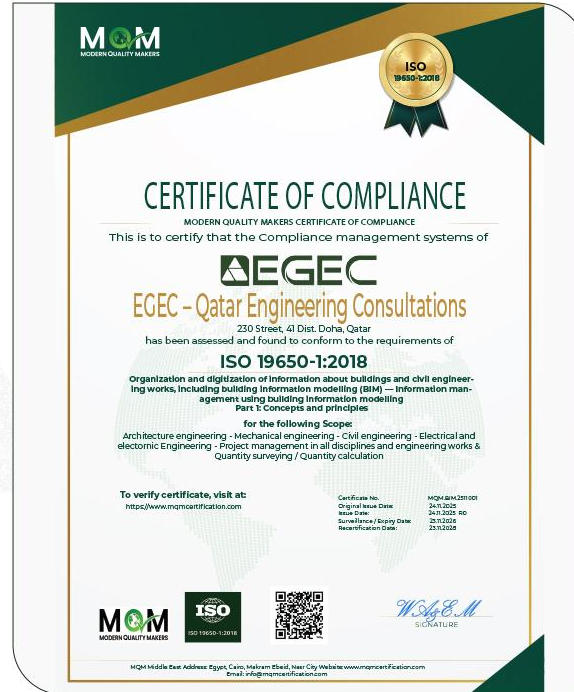 MQM
MODERN QUALITY MAKERS
ISO
19650-1:2018
CERTIFICATE OF COMPLIANCE
MODERN QUALITY MAKERS CERTIFICATE OF COMPLIANCE
This is to certify that the Compliance management systems of
EGEC
EGEC – Qatar Engineering Consultations
230 Street, 41 Dist. Doha, Qatar
has been assessed and found to conform to the requirements of
ISO 19650-1:2018
Organization and digitization of information about buildings and civil engineer-
ing works, including building information modelling (BIM) — Information man-
agement using building information modelling
Part 1: Concepts and principles
for the following Scope:
Architecture engineering - Mechanical engineering - Civil engineering - Electrical and
electornic Engineering - Project management in all disciplines and engineering works &
Quantity surveying / Quantity calculation
To verify certificate, visit at:
https://www.mqmcertification.com
Certificate No. MQM.BIM.2511001
Original Issue Date: 24.11.2025
Issue Date: 24.11.2025 R0
Surveillance / Expiry Date: 23.11.2026
Recertification Date: 23.11.2028
MQM
MODERN QUALITY MAKERS
ISO
ISO 19650-1:2018
W.A&E.M
SIGNATURE
MQM Middle East Address: Egypt, Cairo, Makram Ebeid, Nasr City Website:www.mqmcertification.com
Email: info@mqmcertification.com